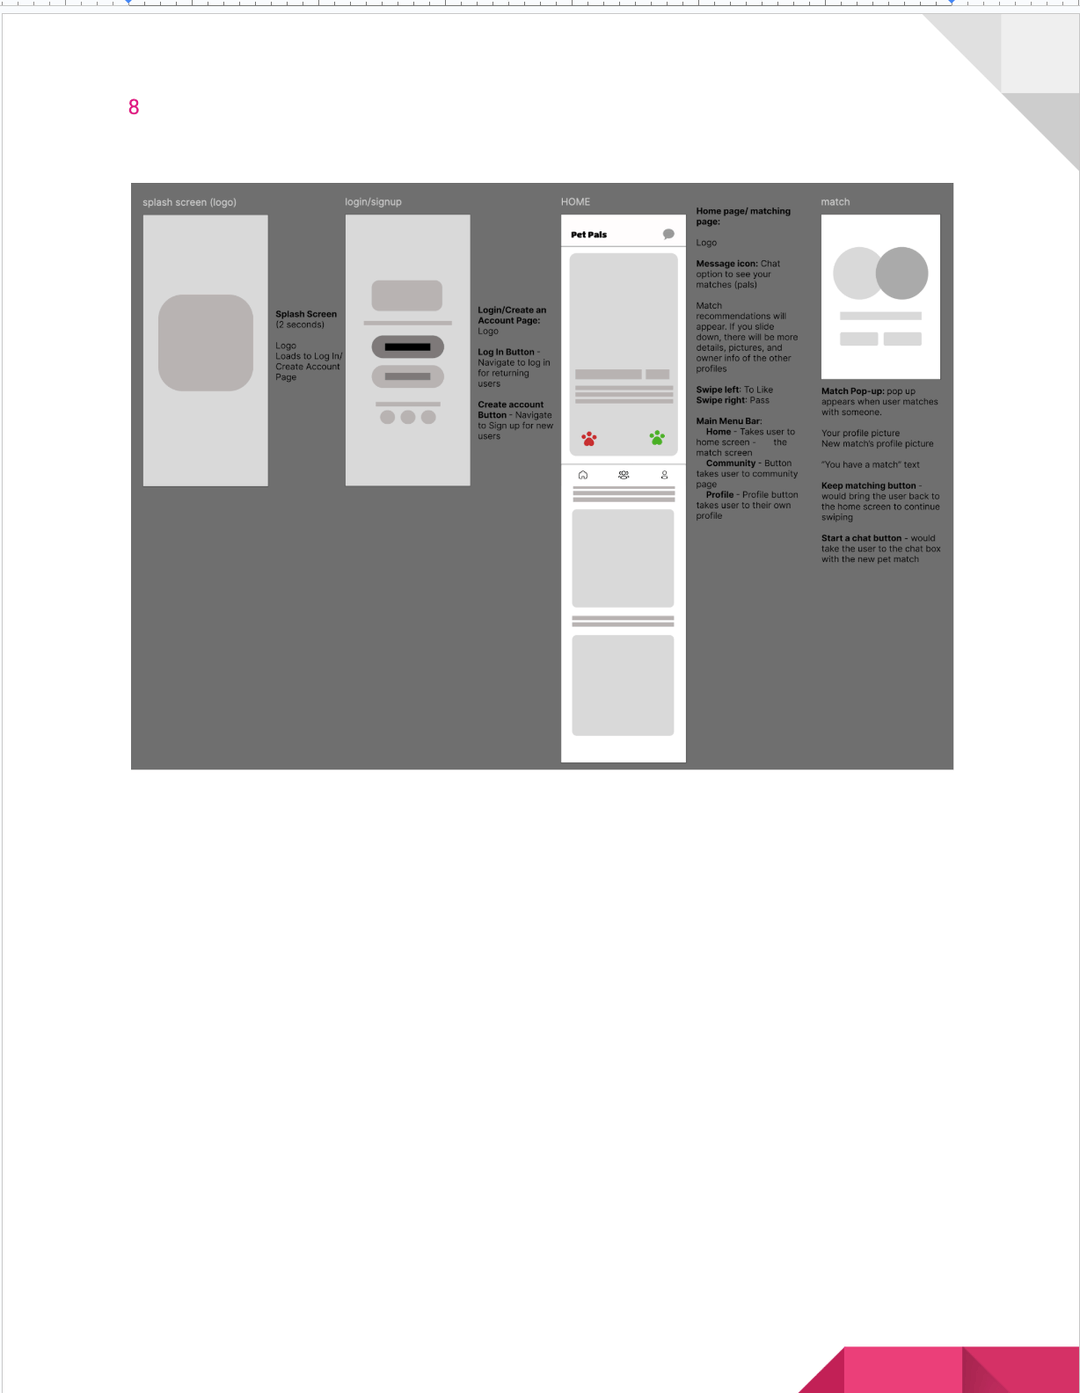 8
splash screen (logo)
Splash Screen
(2 seconds)
Logo
Loads to Log In/
Create Account
Page
login/signup
Login/Create an
Account Page:
Logo
Log In Button -
Navigate to log in
for returning
users
Create account
Button - Navigate
to Sign up for new
users
HOME
Pet Pals
Home page/ matching
page:
Logo
Message icon: Chat
option to see your
matches (pals)
Match
recommendations will
appear. If you slide
down, there will be more
details, pictures, and
owner info of the other
profiles
Swipe left: To Like
Swipe right: Pass
Main Menu Bar:
Home - Takes user to
home screen - the
match screen
Community - Button
takes user to community
page
Profile - Profile button
takes user to their own
profile
match
Match Pop-up: pop up
appears when user matches
with someone.
Your profile picture
New match's profile picture
"You have a match" text
Keep matching button -
would bring the user back to
the home screen to continue
swiping
Start a chat button - would
take the user to the chat box
with the new pet match